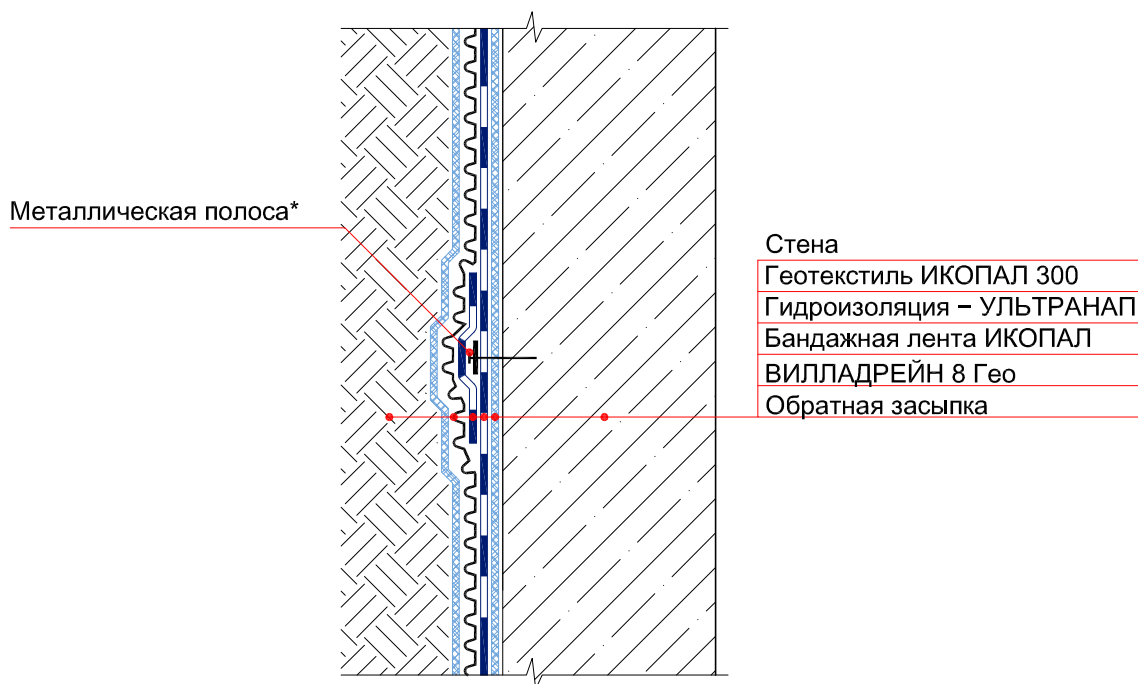 Металлическая полоса*
Стена
Геотекстиль ИКОПАЛ 300
Гидроизоляция – УЛЬТРАНАП
Бандажная лента ИКОПАЛ
ВИЛЛАДРЕЙН 8 Гео
Обратная засыпка